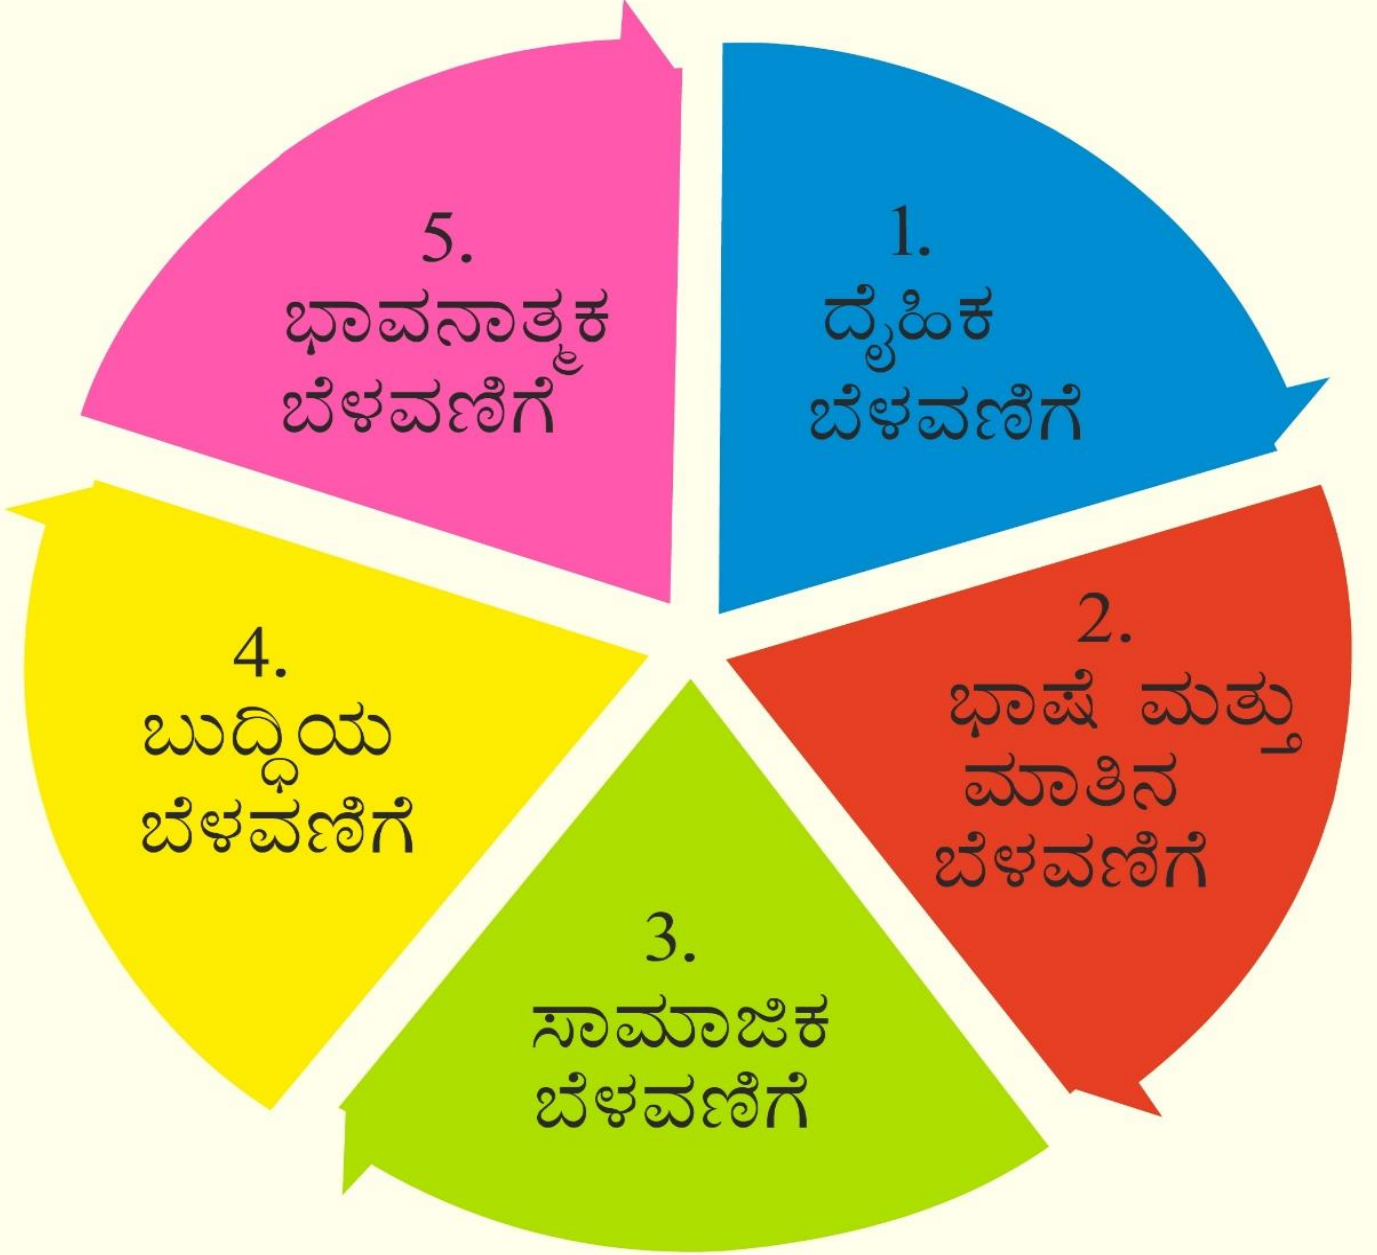 1.
ದೈಹಿಕ
ಬೆಳವಣಿಗೆ
2.
ಭಾಷೆ ಮತ್ತು
ಮಾತಿನ
ಬೆಳವಣಿಗೆ
3.
ಸಾಮಾಜಿಕ
ಬೆಳವಣಿಗೆ
4.
ಬುದ್ಧಿಯ
ಬೆಳವಣಿಗೆ
5.
ಭಾವನಾತ್ಮಕ
ಬೆಳವಣಿಗೆ